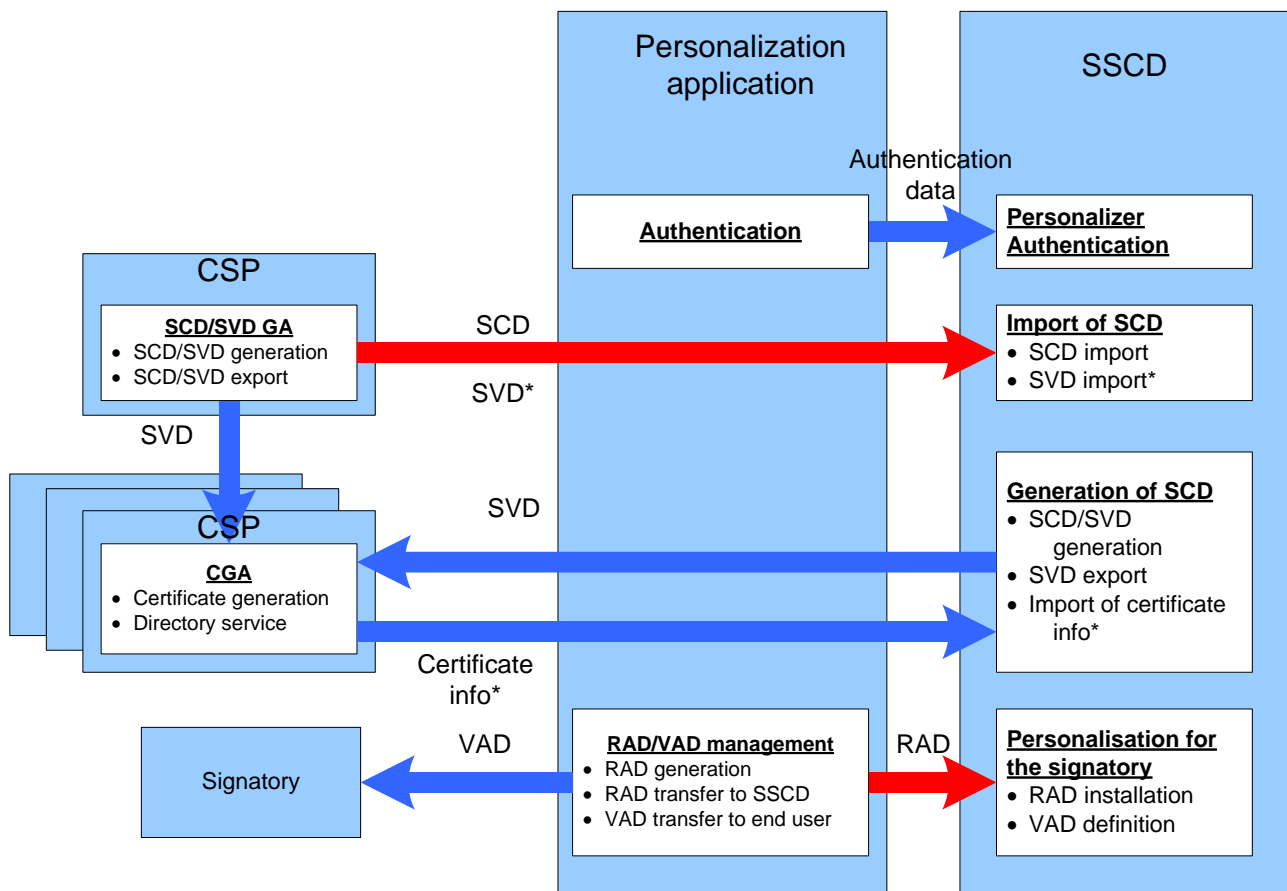 Personalization
application
SSCD
Authentication
data
Authentication
Personalizer
Authentication
CSP
SCD/SVD GA
• SCD/SVD generation
• SCD/SVD export
SCD
SVD*
Import of SCD
• SCD import
• SVD import*
SVD
CSP
CGA
• Certificate generation
• Directory service
SVD
Generation of SCD
• SCD/SVD
generation
• SVD export
• Import of certificate
info*
Certificate
info*
Signatory
VAD
RAD/VAD management
• RAD generation
• RAD transfer to SSCD
• VAD transfer to end user
RAD
Personalisation for
the signatory
• RAD installation
• VAD definition